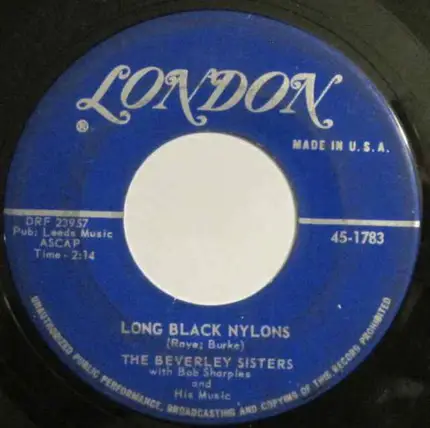 LONDON
®
MADE IN U.S.A.
DRF 23957
Pub: Leeds Music
ASCAP
Time - 2:14
45-1783
LONG BLACK NYLONS
(Raye; Burke)
THE BEVERLEY SISTERS
with Bob Sharples
and
His Music
UNAUTHORIZED PUBLIC PERFORMANCE, BROADCASTING AND COPYING OF THIS RECORD PROHIBITED